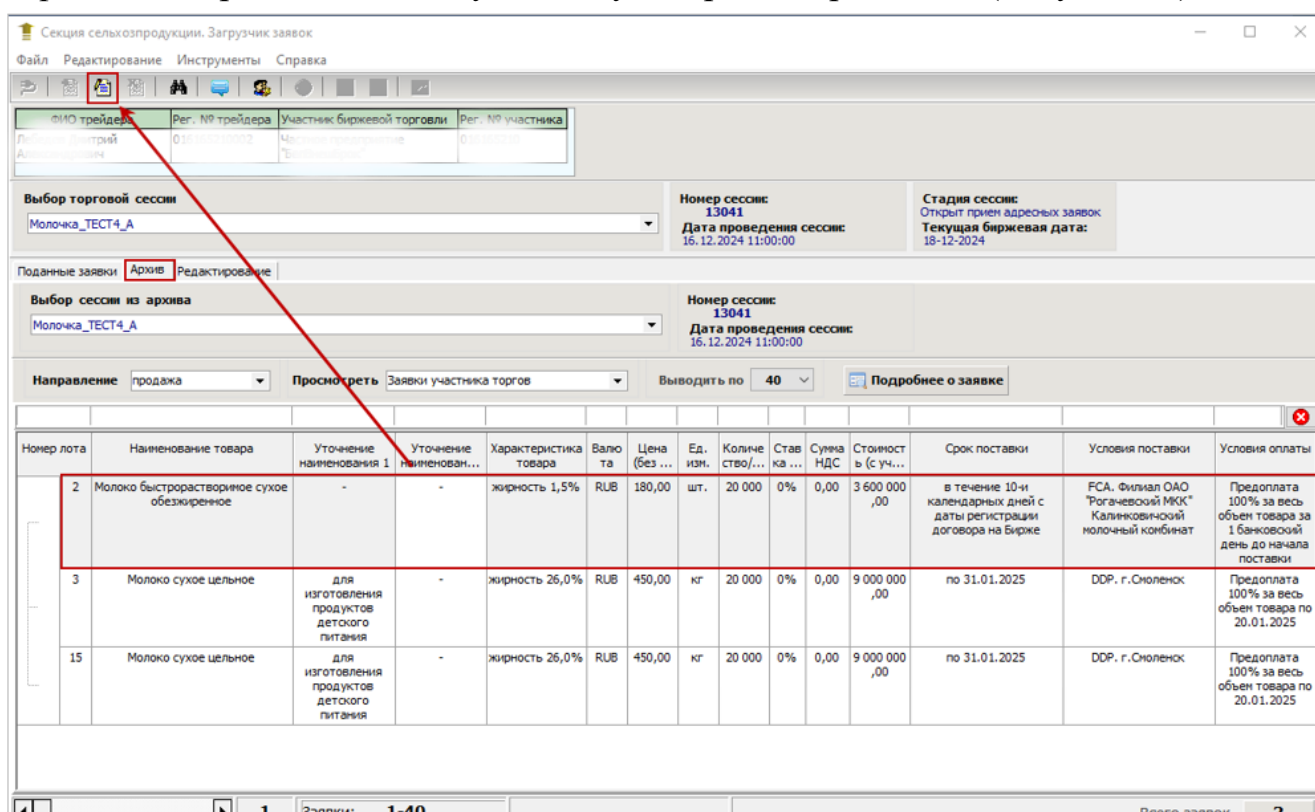 Секция сельхозпродукции. Загрузчик заявок
Файл Редактирование Инструменты Справка
ФИО трейдера Рег. № трейдера Участник биржевой торговли Рег. № участника
Выбор торговой сессии
Молочка_ТЕСТ4_А
Номер сессии:
13041
Дата проведения сессии:
16.12.2024 11:00:00
Стадия сессии:
Открыт прием адресных заявок
Текущая биржевая дата:
18-12-2024
Поданные заявки Архив Редактирование
Выбор сессии из архива
Молочка_ТЕСТ4_А
Номер сессии:
13041
Дата проведения сессии:
16.12.2024 11:00:00
Направление продажа Просмотреть Заявки участника торгов Выводить по 40 Подробнее о заявке
Номер лота
Наименование товара
Уточнение
наименования 1
Уточнение
наименован...
Характеристика
товара
Валю
та
Цена
(без ...
Ед.
изм.
Количе
ство/...
Став
ка ...
Сумма
НДС
Стоимост
ь (с уч...
Срок поставки
Условия поставки
Условия оплаты
2
Молоко быстрорастворимое сухое
обезжиренное
-
-
жирность 1,5%
RUB
180,00
шт.
20 000
0%
0,00
3 600 000
,00
в течение 10-и
календарных дней с
даты регистрации
договора на Бирже
FCA. Филиал ОАО
"Рогачевский МКК"
Калинковичский
молочный комбинат
Предоплата
100% за весь
объем товара за
1 банковский
день до начала
поставки
3
Молоко сухое цельное
для
изготовления
продуктов
детского
питания
-
жирность 26,0%
RUB
450,00
кг
20 000
0%
0,00
9 000 000
,00
по 31.01.2025
DDP. г.Смоленск
Предоплата
100% за весь
объем товара по
20.01.2025
15
Молоко сухое цельное
для
изготовления
продуктов
детского
питания
-
жирность 26,0%
RUB
450,00
кг
20 000
0%
0,00
9 000 000
,00
по 31.01.2025
DDP. г.Смоленск
Предоплата
100% за весь
объем товара по
20.01.2025
1 Заявки: 1-40 Всего заявок 3